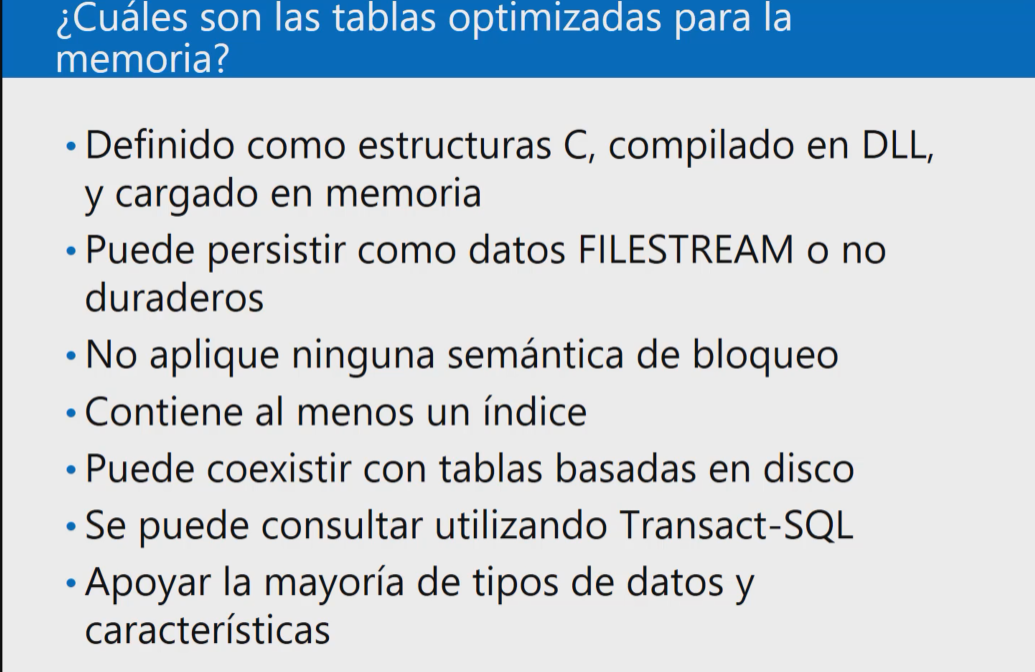 ¿Cuáles son las tablas optimizadas para la
memoria?
• Definido como estructuras C, compilado en DLL,
y cargado en memoria
• Puede persistir como datos FILESTREAM o no
duraderos
• No aplique ninguna semántica de bloqueo
• Contiene al menos un índice
• Puede coexistir con tablas basadas en disco
• Se puede consultar utilizando Transact-SQL
• Apoyar la mayoría de tipos de datos y
características